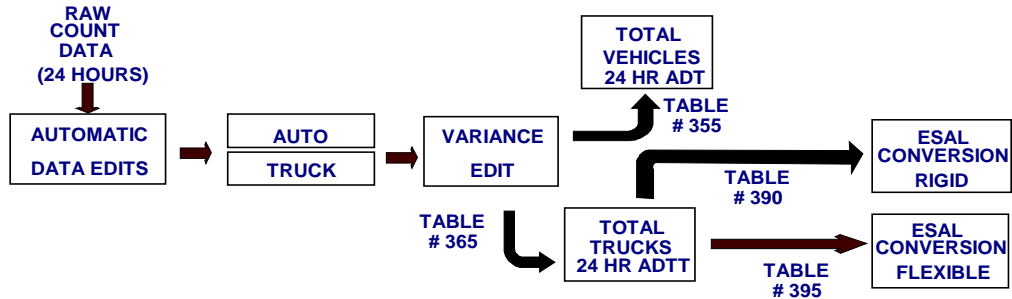 RAW
COUNT
DATA
(24 HOURS)
AUTOMATIC
DATA EDITS
AUTO
TRUCK
VARIANCE
EDIT
TOTAL
VEHICLES
24 HR ADT
TABLE
# 355
TABLE
# 365
TOTAL
TRUCKS
24 HR ADTT
TABLE
# 390
ESAL
CONVERSION
RIGID
TABLE
# 395
ESAL
CONVERSION
FLEXIBLE